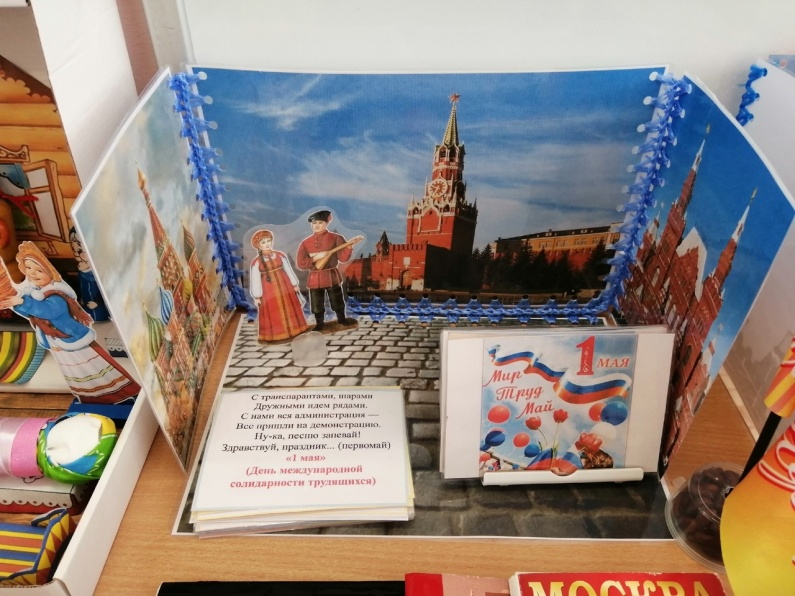 С транспарантами, шарами
Дружными идем рядами.
С нами вся администрация —
Все пришли на демонстрацию.
Ну-ка, песню запевай!
Здравствуй, праздник... (первомай)
«1 мая»
(День международной
солидарности трудящихся)
1 МАЯ
Мир
Труд
Май
МОСКВА